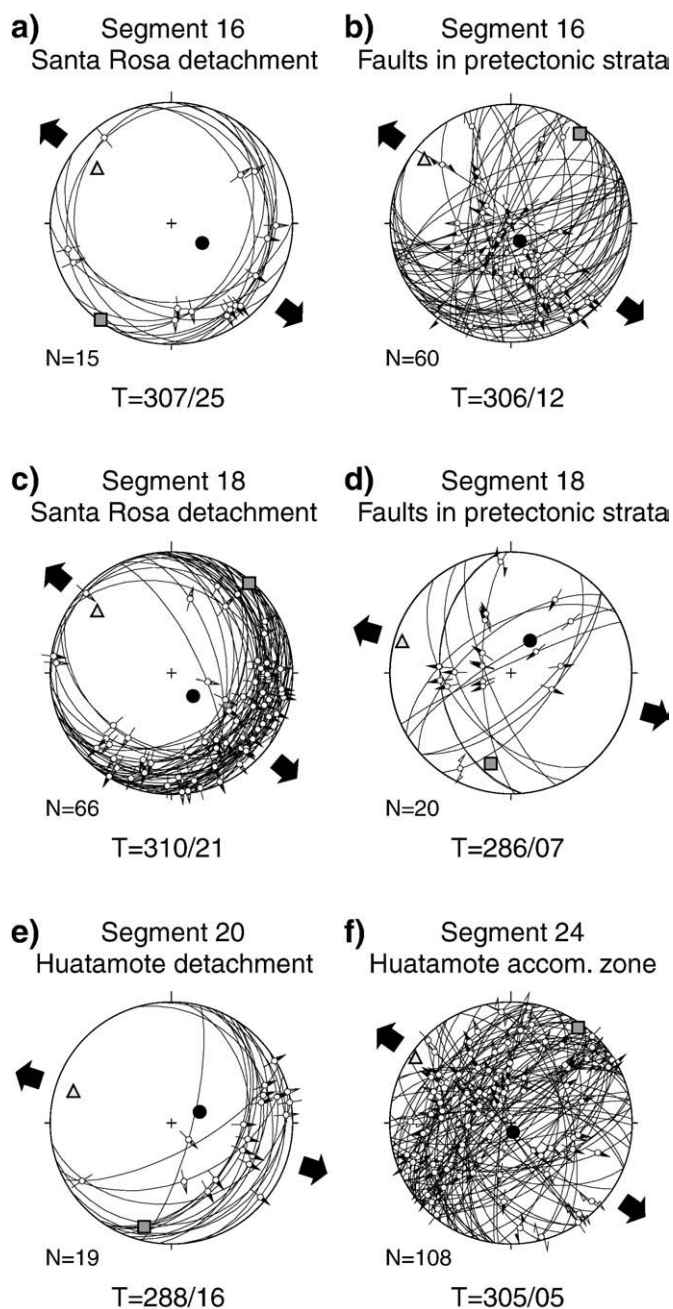 a)
Segment 16
Santa Rosa detachment
N=15
T=307/25
b)
Segment 16
Faults in pretectonic strata
N=60
T=306/12
c)
Segment 18
Santa Rosa detachment
N=66
T=310/21
d)
Segment 18
Faults in pretectonic strata
N=20
T=286/07
e)
Segment 20
Huatamote detachment
N=19
T=288/16
f)
Segment 24
Huatamote accom. zone
N=108
T=305/05